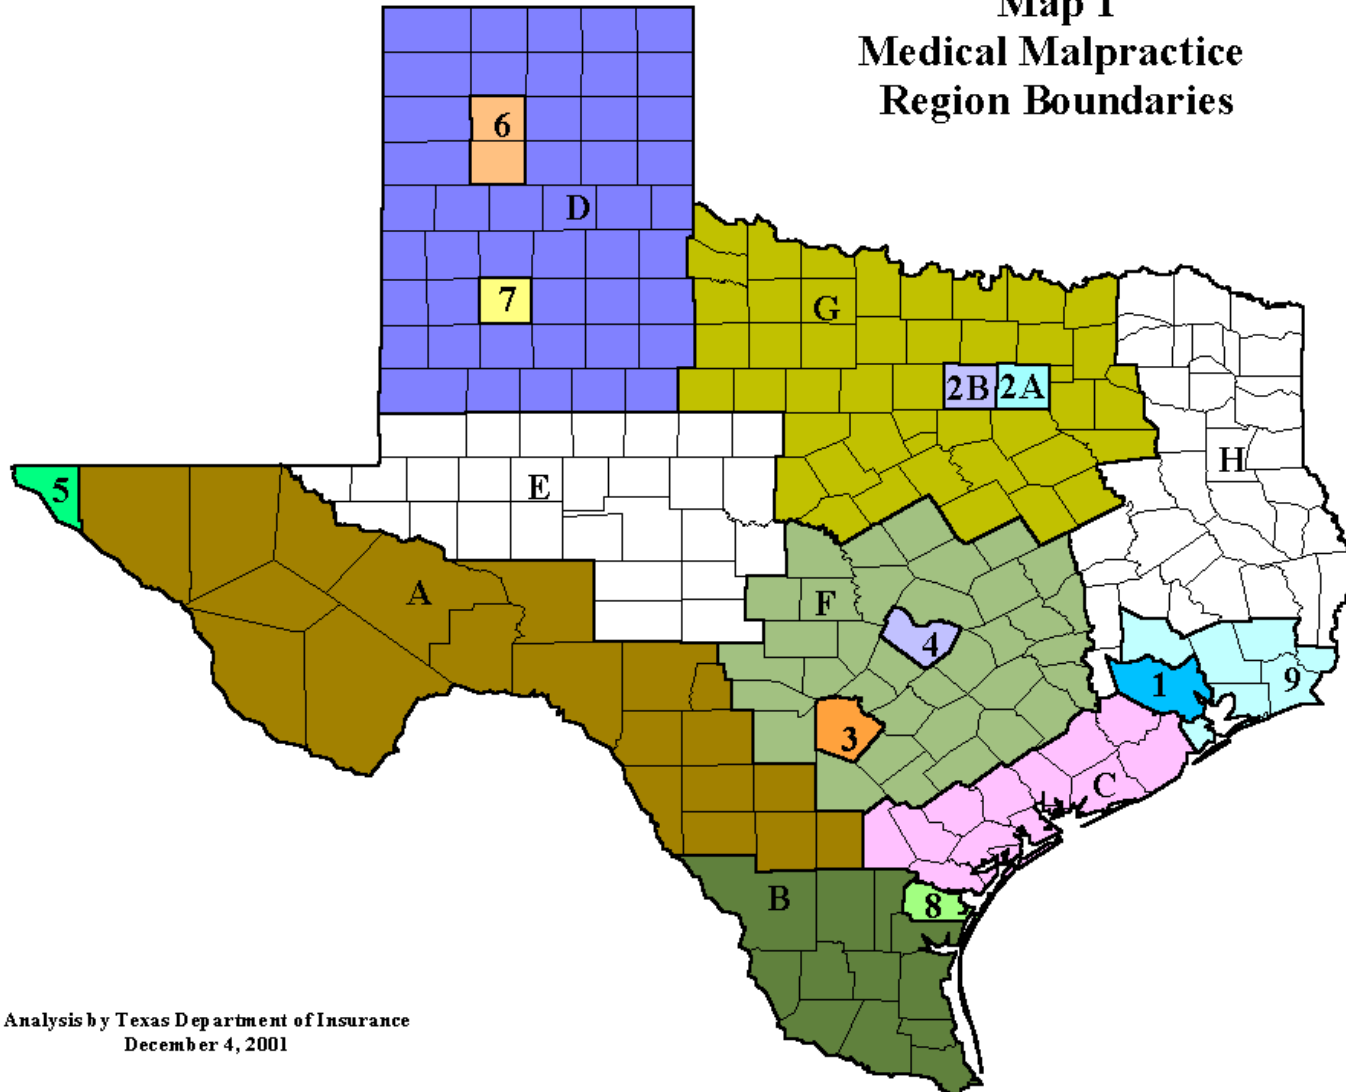 Map 1
Medical Malpractice
Region Boundaries
6
D
7
G
2B
2A
H
E
5
A
F
4
1
9
3
C
B
8
Analysis by Texas Department of Insurance
December 4, 2001